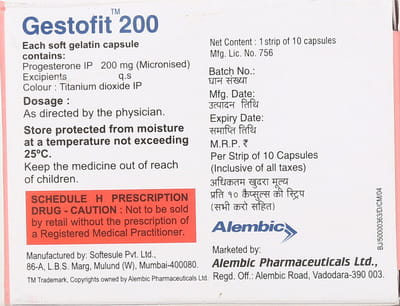 Gestofit 200™
Each soft gelatin capsule
contains:
Progesterone IP 200 mg (Micronised)
Excipients q.s
Colour : Titanium dioxide IP
Dosage :
As directed by the physician.
Store protected from moisture
at a temperature not exceeding
25ºC.
Keep the medicine out of reach
of children.
SCHEDULE H PRESCRIPTION
DRUG - CAUTION : Not to be sold
by retail without the prescription of
a Registered Medical Practitioner.
Manufactured by: Softesule Pvt. Ltd.,
86-A, L.B.S. Marg, Mulund (W), Mumbai-400080.
TM Trademark, Copyrights owned by Alembic Pharmaceuticals Ltd.
Net Content : 1 strip of 10 capsules
Mfg. Lic. No. 756
Batch No.:
घान संख्या
Mfg. Date:
उत्पादन तिथि
Expiry Date:
समाप्ति तिथि
M.R.P. ₹
Per Strip of 10 Capsules
(Inclusive of all taxes)
अधिकतम खुदरा मूल्य
प्रति १० कैप्सूल्स की स्ट्रिप
(सभी करो सहित)
Alembic
Marketed by:
Alembic Pharmaceuticals Ltd.,
Regd. Off.: Alembic Road, Vadodara-390 003.
BJ/50000363/D/CM/04